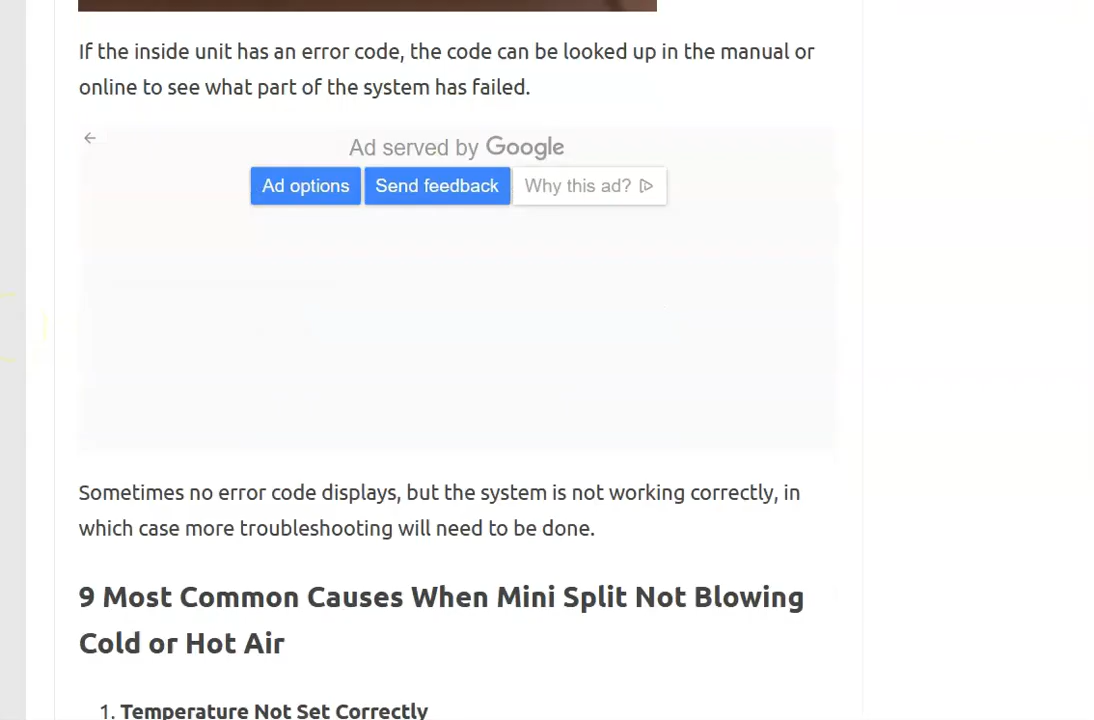 If the inside unit has an error code, the code can be looked up in the manual or
online to see what part of the system has failed.
Ad served by Google
Ad options Send feedback Why this ad?
Sometimes no error code displays, but the system is not working correctly, in
which case more troubleshooting will need to be done.
9 Most Common Causes When Mini Split Not Blowing
Cold or Hot Air
1. Temperature Not Set Correctly